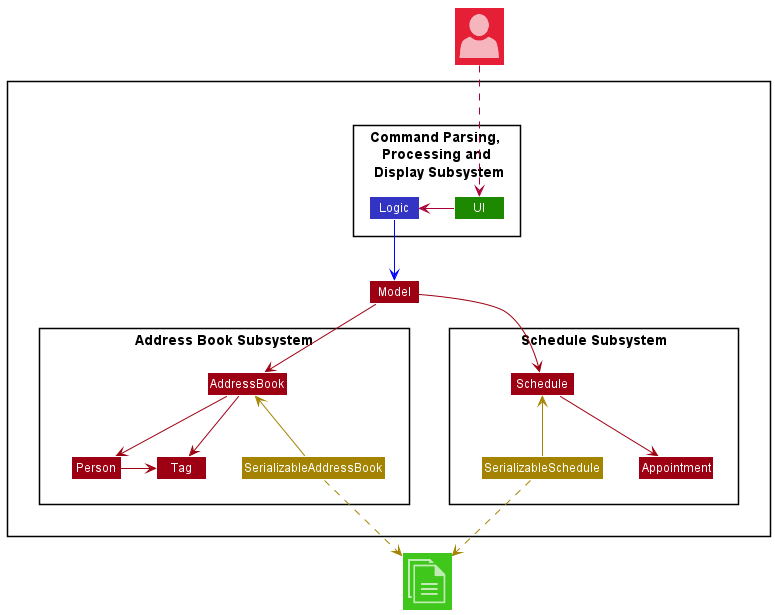 Command Parsing,
Processing and
Display Subsystem
Logic
UI
Model
Address Book Subsystem
Schedule Subsystem
AddressBook
Schedule
Person
Tag
SerializableAddressBook
SerializableSchedule
Appointment